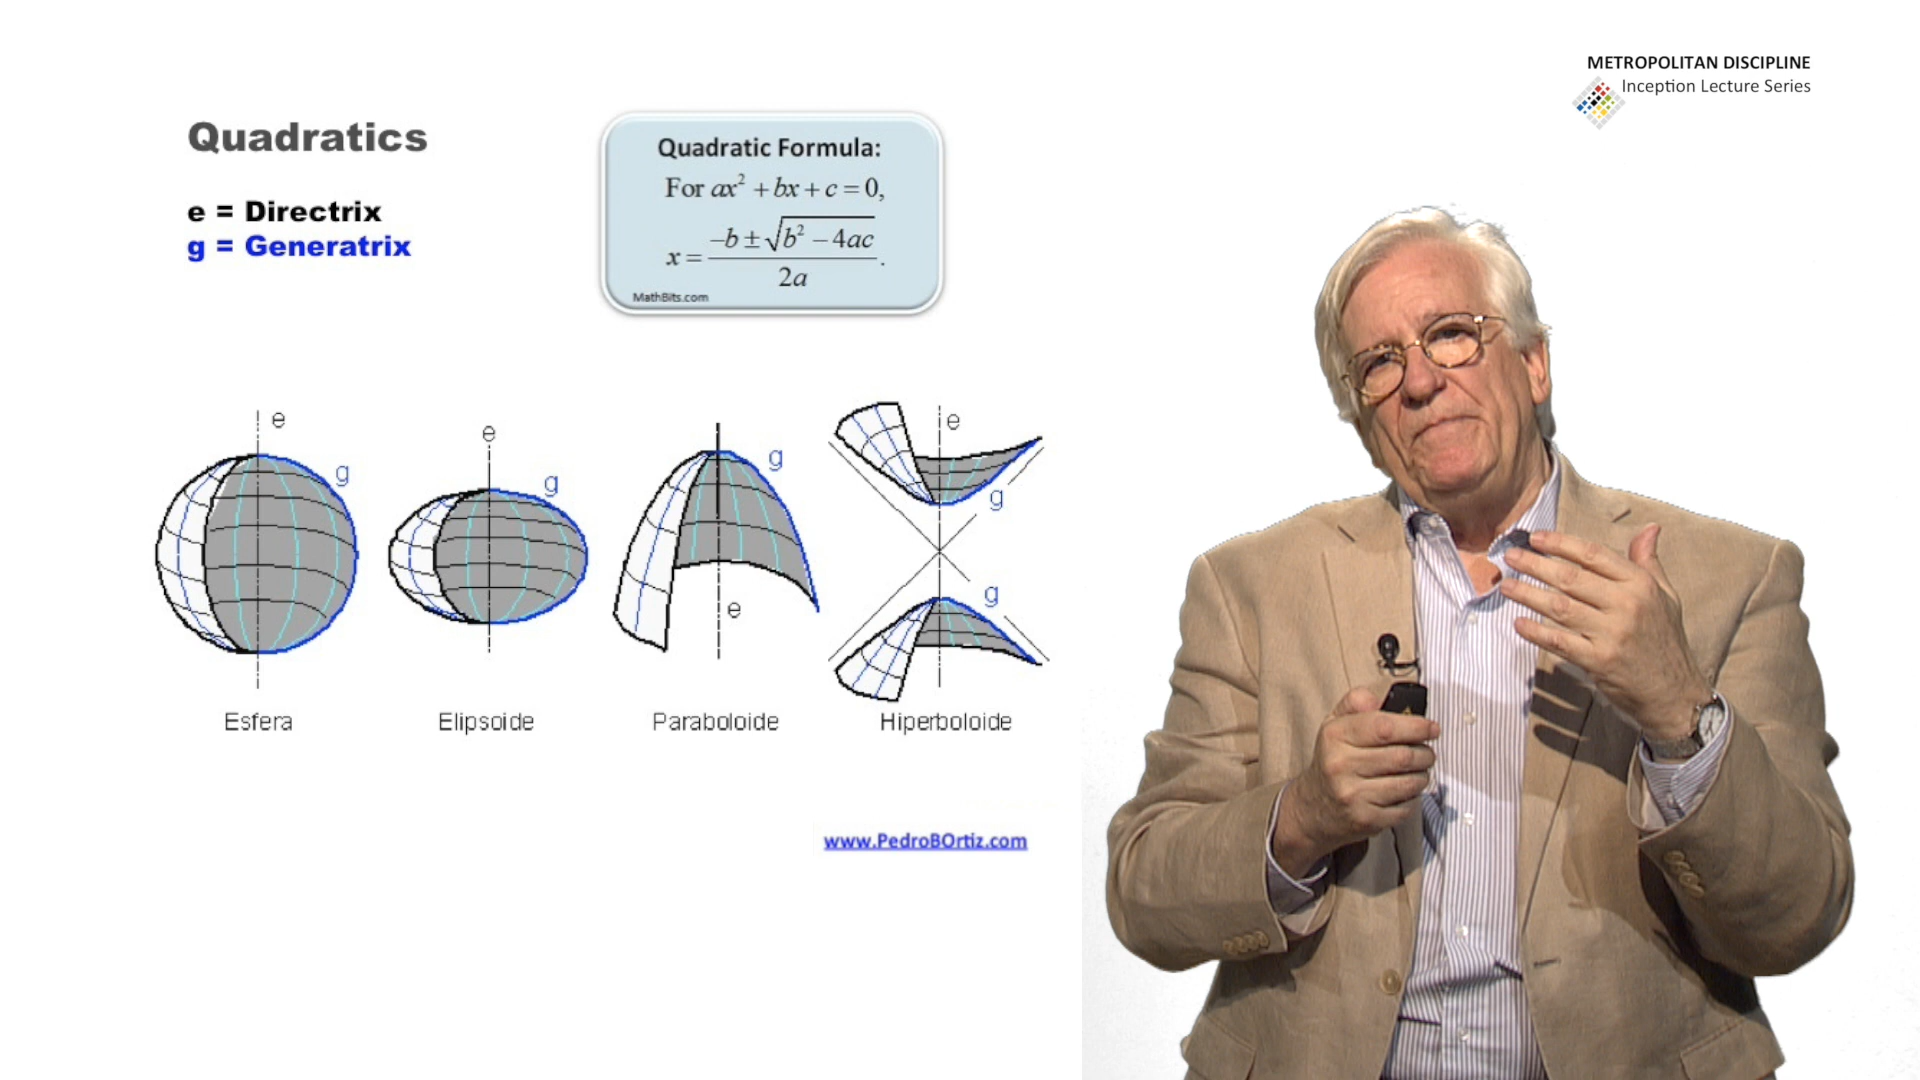 METROPOLITAN DISCIPLINE
Inception Lecture Series
Quadratics
e = Directrix
g = Generatrix
Quadratic Formula:
For ax² + bx + c = 0,
x = (-b ± √(b² - 4ac)) / 2a.
MathBits.com
e
g
e
g
g
e
e
g
g
Esfera
Elipsoide
Paraboloide
Hiperboloide
www.PedroBOrtiz.com